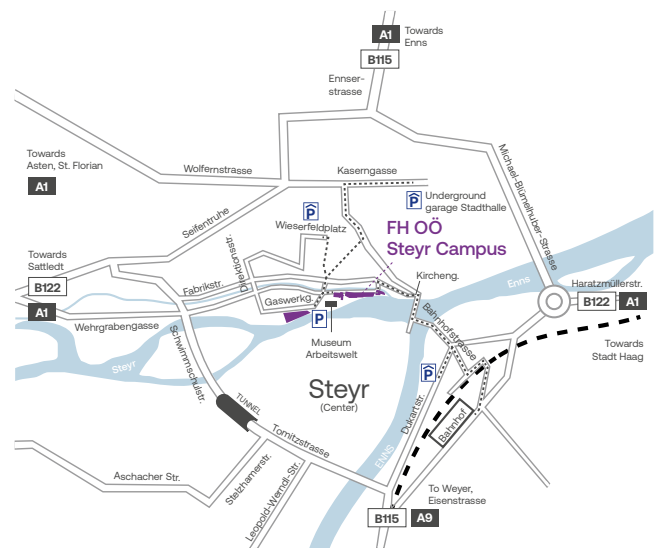 A1 Towards
Enns
B115
Ennser-
strasse
Towards
Asten, St. Florian
A1
Wolfernstrasse
Kaserngasse
Michael-Blümelhuber-Strasse
P
Underground
garage Stadthalle
P
Wieserfeldplatz
FH OÖ
Steyr Campus
Seifentruhe
Direktionsstr.
Towards
Sattledt
B122
A1
Fabrikstr.
Gaswerkg.
Kircheng.
Enns
Haratzmüllerstr.
B122 A1
Wehrgrabengasse
P
Museum
Arbeitswelt
Bahnhofstrasse
Towards
Stadt Haag
Steyr
Schwimmschulstr.
Steyr
(Center)
P
TUNNEL
Dukartstr.
Bahnhof
Tomitzstrasse
ENNS
Aschacher Str.
Stelzhamerstr.
Leopold-Werndl-Str.
To Weyer,
Eisenstrasse
B115 A9